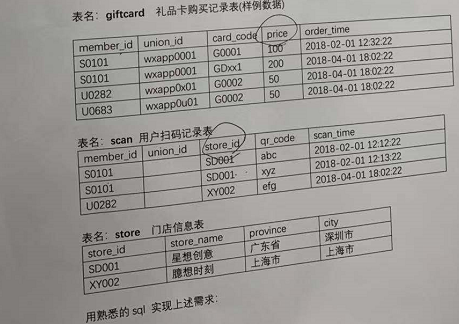 表名：giftcard 礼品卡购买记录表(样例数据)
member_id union_id card_code price order_time
S0101 wxapp0001 G0001 100 2018-02-01 12:32:22
S0101 wxapp0001 GDxx1 200 2018-04-01 18:02:22
U0282 wxapp0x01 G0002 50 2018-04-01 18:02:22
U0683 wxapp0u01 G0002 50 2018-04-01 18:02:22
表名：scan 用户扫码记录表
member_id union_id store_id qr_code scan_time
S0101 SD001 abc 2018-02-01 12:12:22
S0101 SD001 xyz 2018-02-01 12:13:22
U0282 XY002 efg 2018-04-01 18:02:22
表名：store 门店信息表
store_id store_name province city
SD001 星想创意 广东省 深圳市
XY002 臆想时刻 上海市 上海市
用熟悉的 sql 实现上述需求：